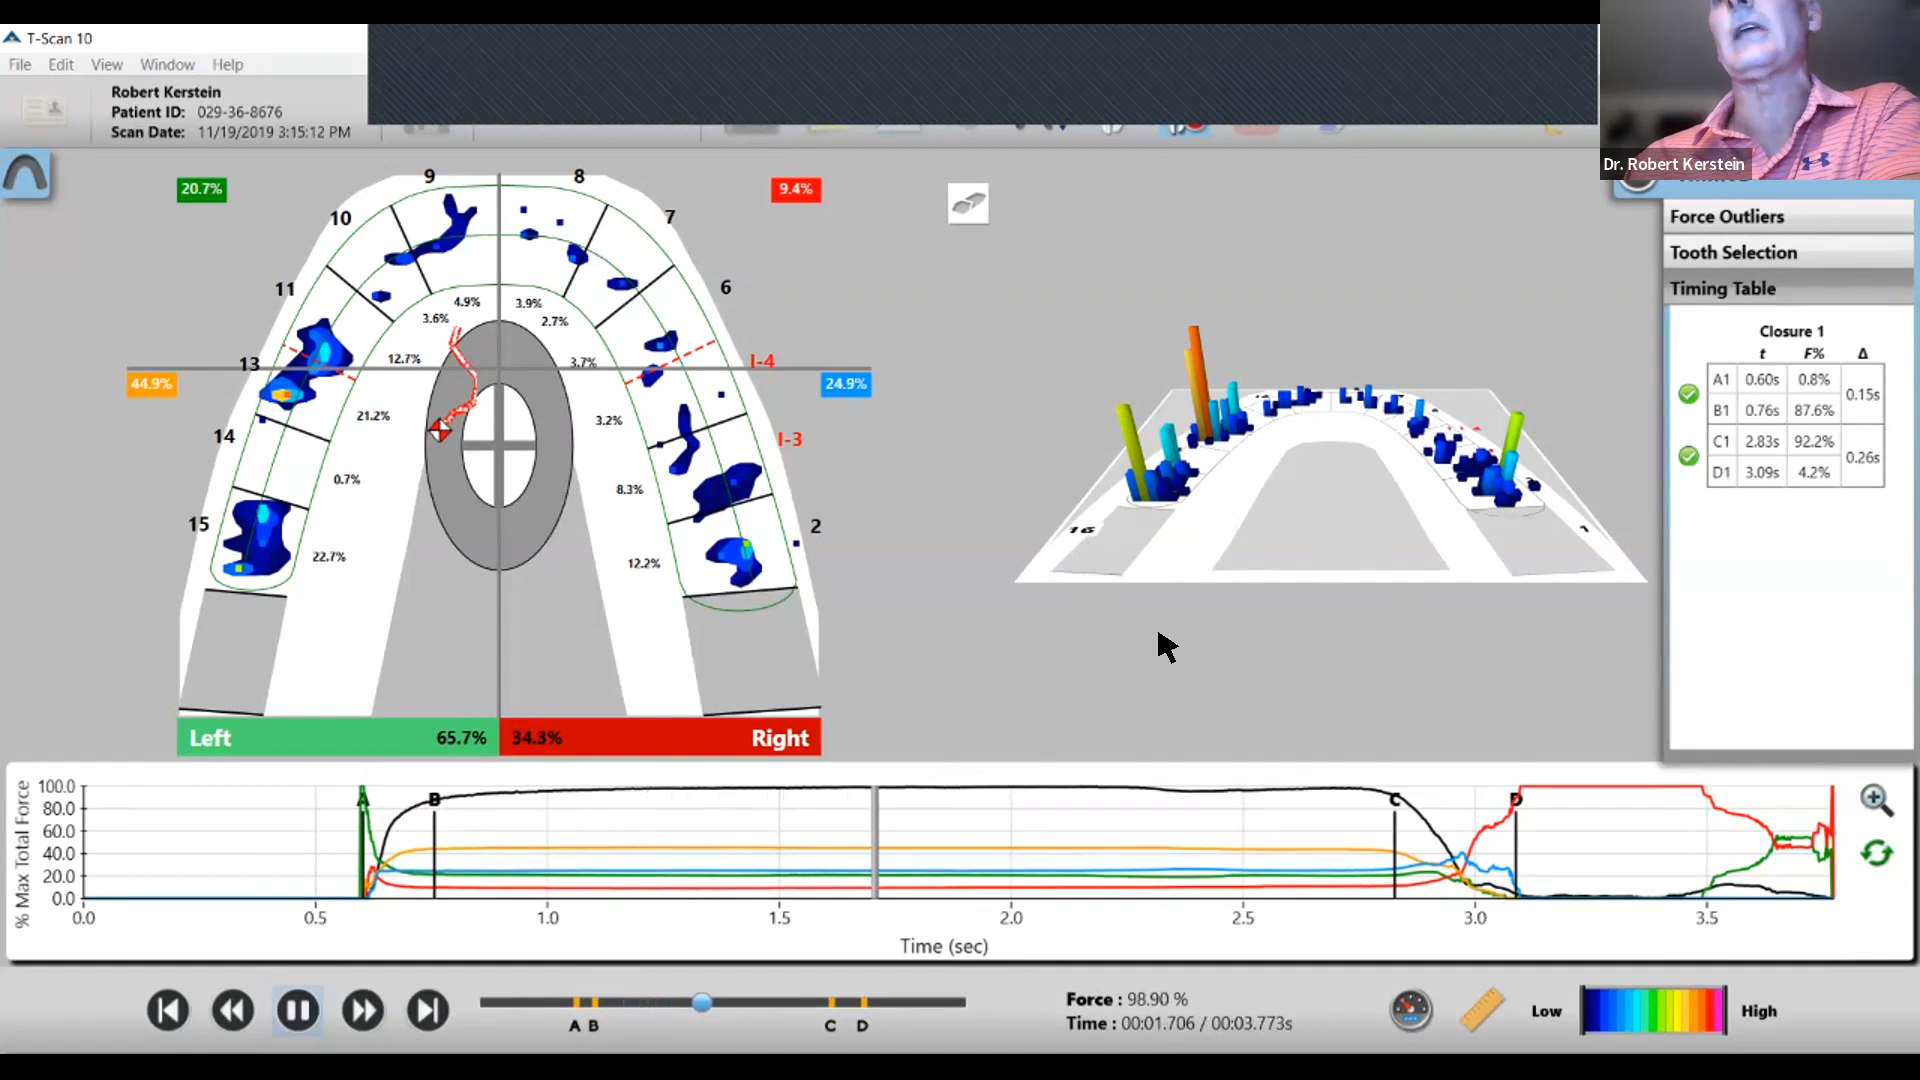 T-Scan 10
File Edit View Window Help
Robert Kerstein
Patient ID: 029-36-8676
Scan Date: 11/19/2019 3:15:12 PM
Dr. Robert Kerstein
20.7%
9
8
9.4%
10
7
11
6
4.9%
3.9%
3.6%
2.7%
13
12.7%
3.7%
I-4
44.9%
24.9%
21.2%
3.2%
14
I-3
0.7%
8.3%
15
2
22.7%
12.2%
Left 65.7% 34.3% Right
16
1
Force Outliers
Tooth Selection
Timing Table
Closure 1
t F% Δ
A1 0.60s 0.8% 0.15s
B1 0.76s 87.6%
C1 2.83s 92.2% 0.26s
D1 3.09s 4.2%
% Max Total Force
100.0
80.0
60.0
40.0
20.0
0.0
A B C D
0.0 0.5 1.0 1.5 2.0 2.5 3.0 3.5
Time (sec)
A B C D
Force : 98.90 %
Time : 00:01.706 / 00:03.773s
Low High